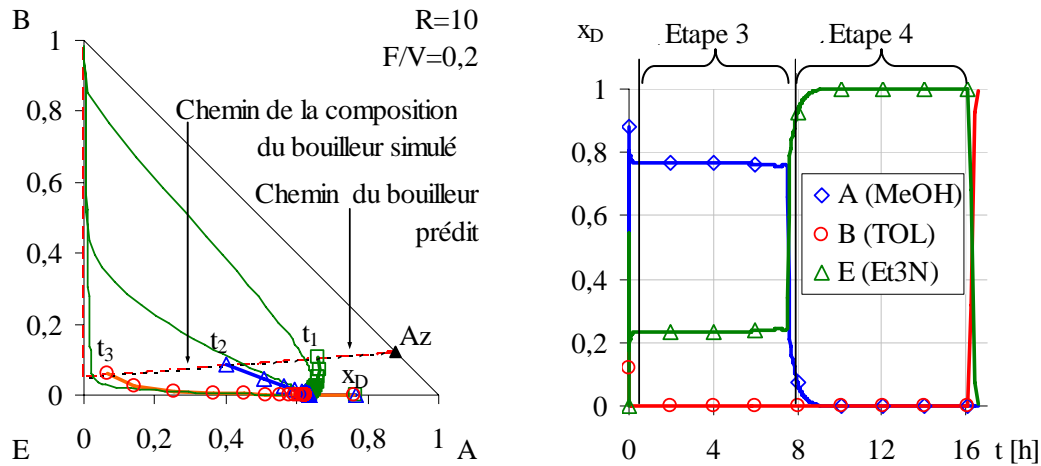 B
R=10
F/V=0,2
1
0,8
0,6
0,4
0,2
0
Chemin de la composition
du bouilleur simulé
Chemin du bouilleur
prédit
t1
t2
t3
Az
xD
0 0,2 0,4 0,6 0,8 1
E
A
xD
Etape 3
Etape 4
1
0,8
0,6
0,4
0,2
0
A (MeOH)
B (TOL)
E (Et3N)
0 4 8 12 16 t [h]